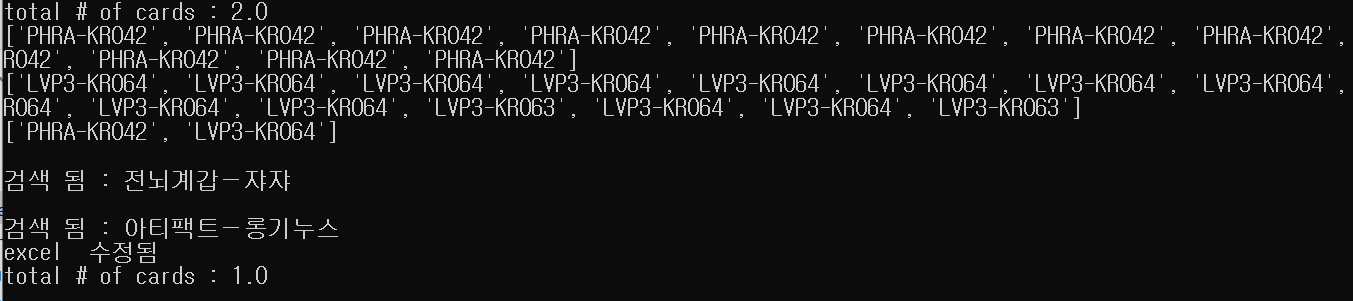 total # of cards : 2.0
['PHRA-KR042', 'PHRA-KR042', 'PHRA-KR042', 'PHRA-KR042', 'PHRA-KR042', 'PHRA-KR042', 'PHRA-KR042', 'PHRA-KR042',
R042', 'PHRA-KR042', 'PHRA-KR042', 'PHRA-KR042']
['LVP3-KR064', 'LVP3-KR064', 'LVP3-KR064', 'LVP3-KR064', 'LVP3-KR064', 'LVP3-KR064', 'LVP3-KR064', 'LVP3-KR064',
R064', 'LVP3-KR064', 'LVP3-KR064', 'LVP3-KR063', 'LVP3-KR064', 'LVP3-KR064', 'LVP3-KR063']
['PHRA-KR042', 'LVP3-KR064']
검색 됨 : 전뇌계갑－쟈쟈
검색 됨 : 아티팩트－롱기누스
excel  수정됨
total # of cards : 1.0